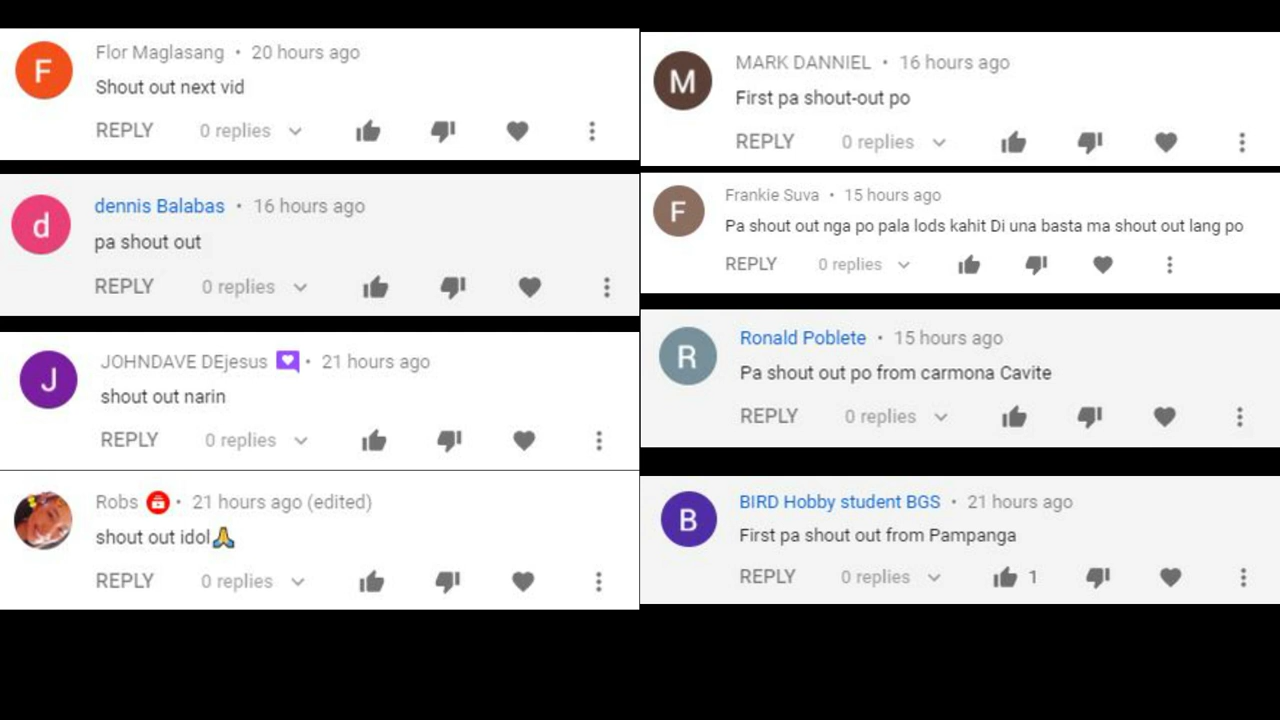 F
Flor Maglasang • 20 hours ago
Shout out next vid
REPLY 0 replies
d
dennis Balabas • 16 hours ago
pa shout out
REPLY 0 replies
J
JOHNDAVE DEjesus • 21 hours ago
shout out narin
REPLY 0 replies
Robs • 21 hours ago (edited)
shout out idol🙏
REPLY 0 replies
M
MARK DANNIEL • 16 hours ago
First pa shout-out po
REPLY 0 replies
F
Frankie Suva • 15 hours ago
Pa shout out nga po pala lods kahit Di una basta ma shout out lang po
REPLY 0 replies
R
Ronald Poblete • 15 hours ago
Pa shout out po from carmona Cavite
REPLY 0 replies
B
BIRD Hobby student BGS • 21 hours ago
First pa shout out from Pampanga
REPLY 0 replies 1